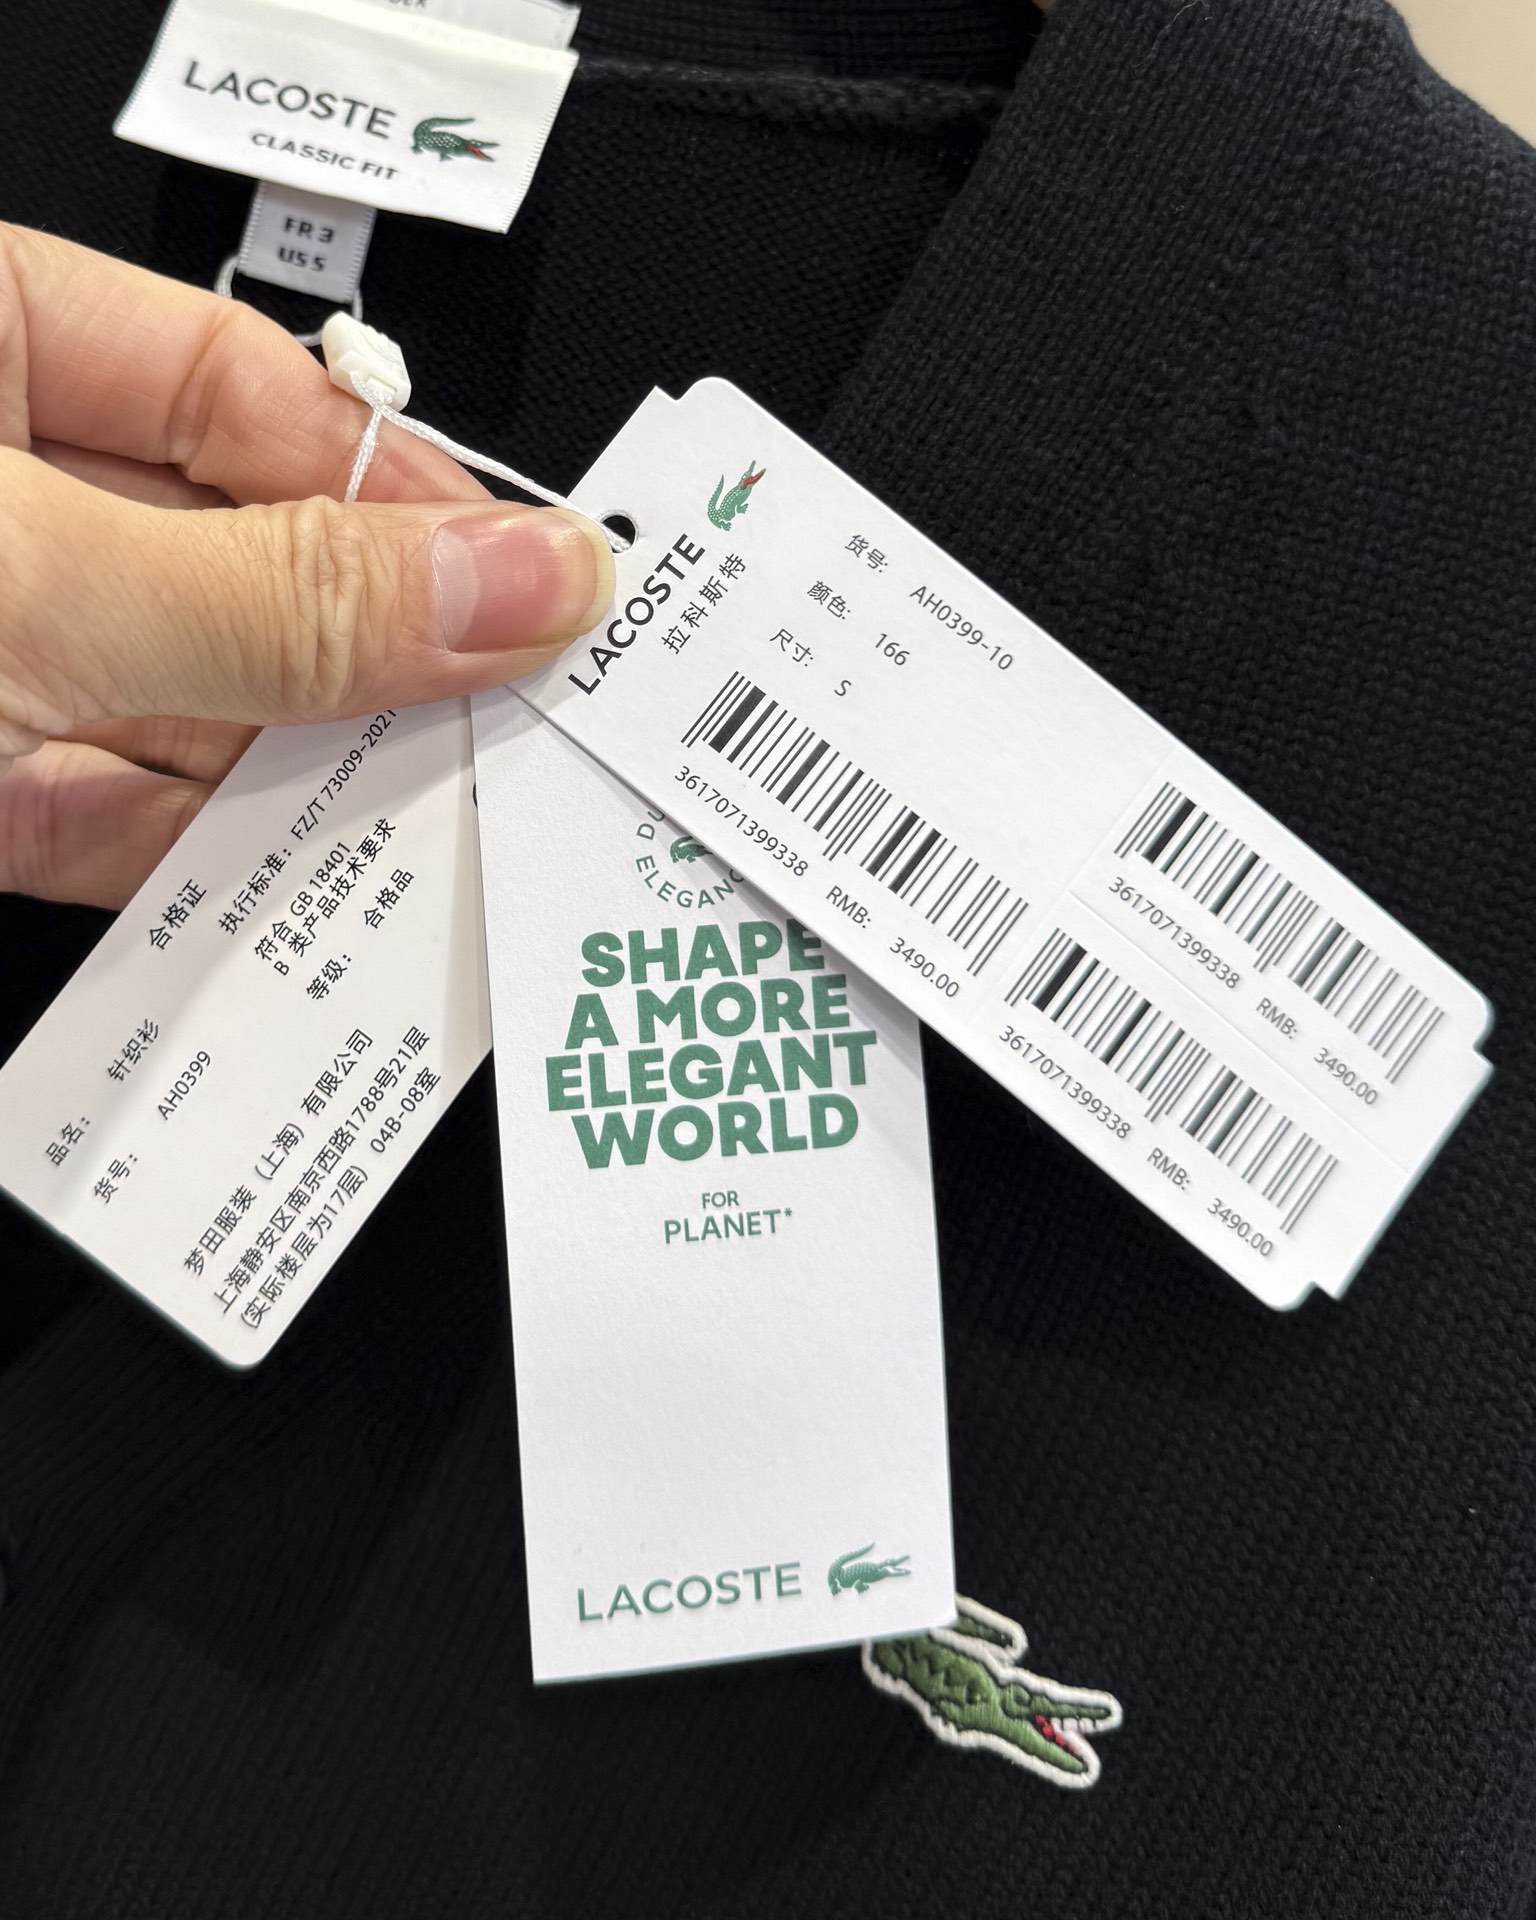 LACOSTE
CLASSIC FIT
FR 3
US 5
LACOSTE
拉科斯特
货号: AH0399-10
颜色: 166
尺寸: S
3617071399338
RMB: 3490.00
3617071399338
RMB: 3490.00
3617071399338
RMB: 3490.00
合格证
执行标准: FZ/T 73009-2021
符合 GB 18401
B 类产品技术要求
等级: 合格品
品名: 针织衫
货号: AH0399
梦田服装（上海）有限公司
上海静安区南京西路1788号21层
(实际楼层为17层) 04B-08室
SHAPE
A MORE
ELEGANT
WORLD
FOR
PLANET*
LACOSTE